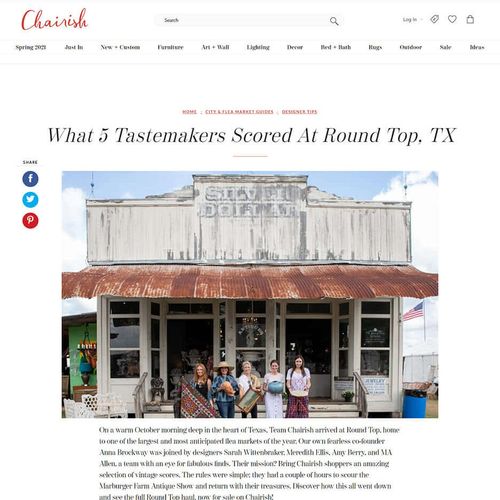 Chairish
Search
Log In
Spring 2021 Just In New + Custom Furniture Art + Wall Lighting Decor Bed + Bath Rugs Outdoor Sale Ideas
HOME CITY & FLEA MARKET GUIDES DESIGNER TIPS
What 5 Tastemakers Scored At Round Top, TX
SHARE
SILVER
DOLLAR
JEWELRY
On a warm October morning deep in the heart of Texas, Team Chairish arrived at Round Top, home
to one of the largest and most anticipated flea markets of the year. Our own fearless co-founder
Anna Brockway was joined by designers Sarah Wittenbraker, Meredith Ellis, Amy Berry, and MA
Allen, a team with an eye for fabulous finds. Their mission? Bring Chairish shoppers an amazing
selection of vintage scores. The rules were simple: they had a couple of hours to scour the
Marburger Farm Antique Show and return with their treasures. Discover how this all went down
and see the full Round Top haul, now for sale on Chairish!